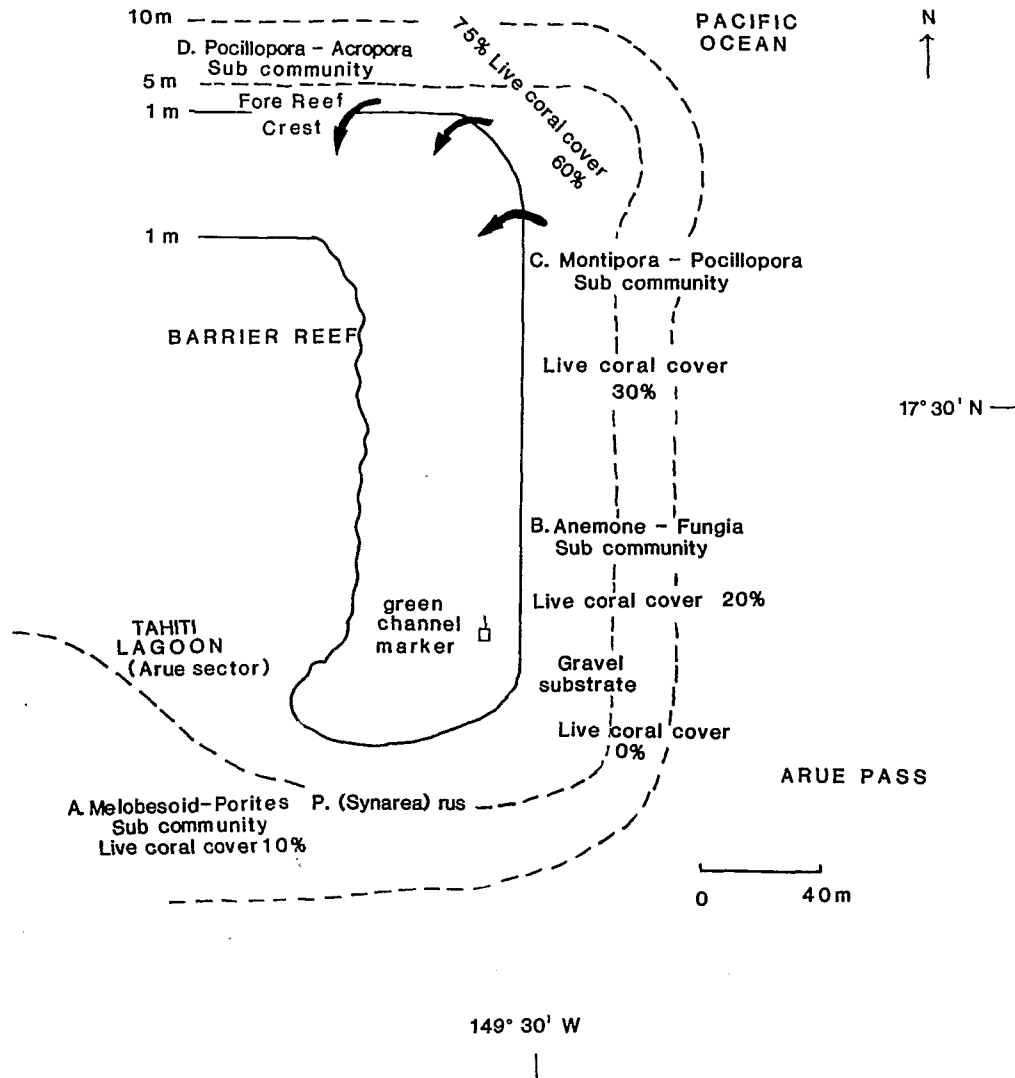 10m
PACIFIC
OCEAN
N
D. Pocillopora - Acropora
Sub community
75% Live coral cover
60%
5 m
Fore Reef
1 m
Crest
1 m
C. Montipora - Pocillopora
Sub community
BARRIER REEF
Live coral cover
30%
17° 30' N
B. Anemone - Fungia
Sub community
Live coral cover 20%
green
channel
marker
TAHITI
LAGOON
(Arue sector)
Gravel
substrate
Live coral cover
0%
ARUE PASS
A. Melobesoid-Porites P. (Synarea) rus
Sub community
Live coral cover 10%
0 40m
149° 30' W